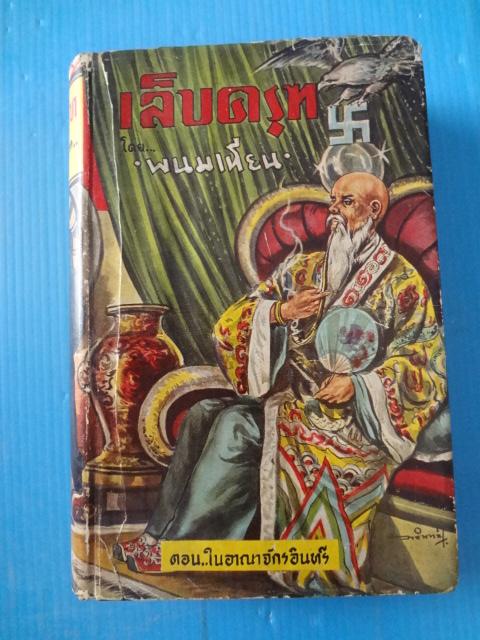 เล็บครุฑ
โดย...
·พนมเทียน·
ตอน..ในอาณาจักรอินทรี